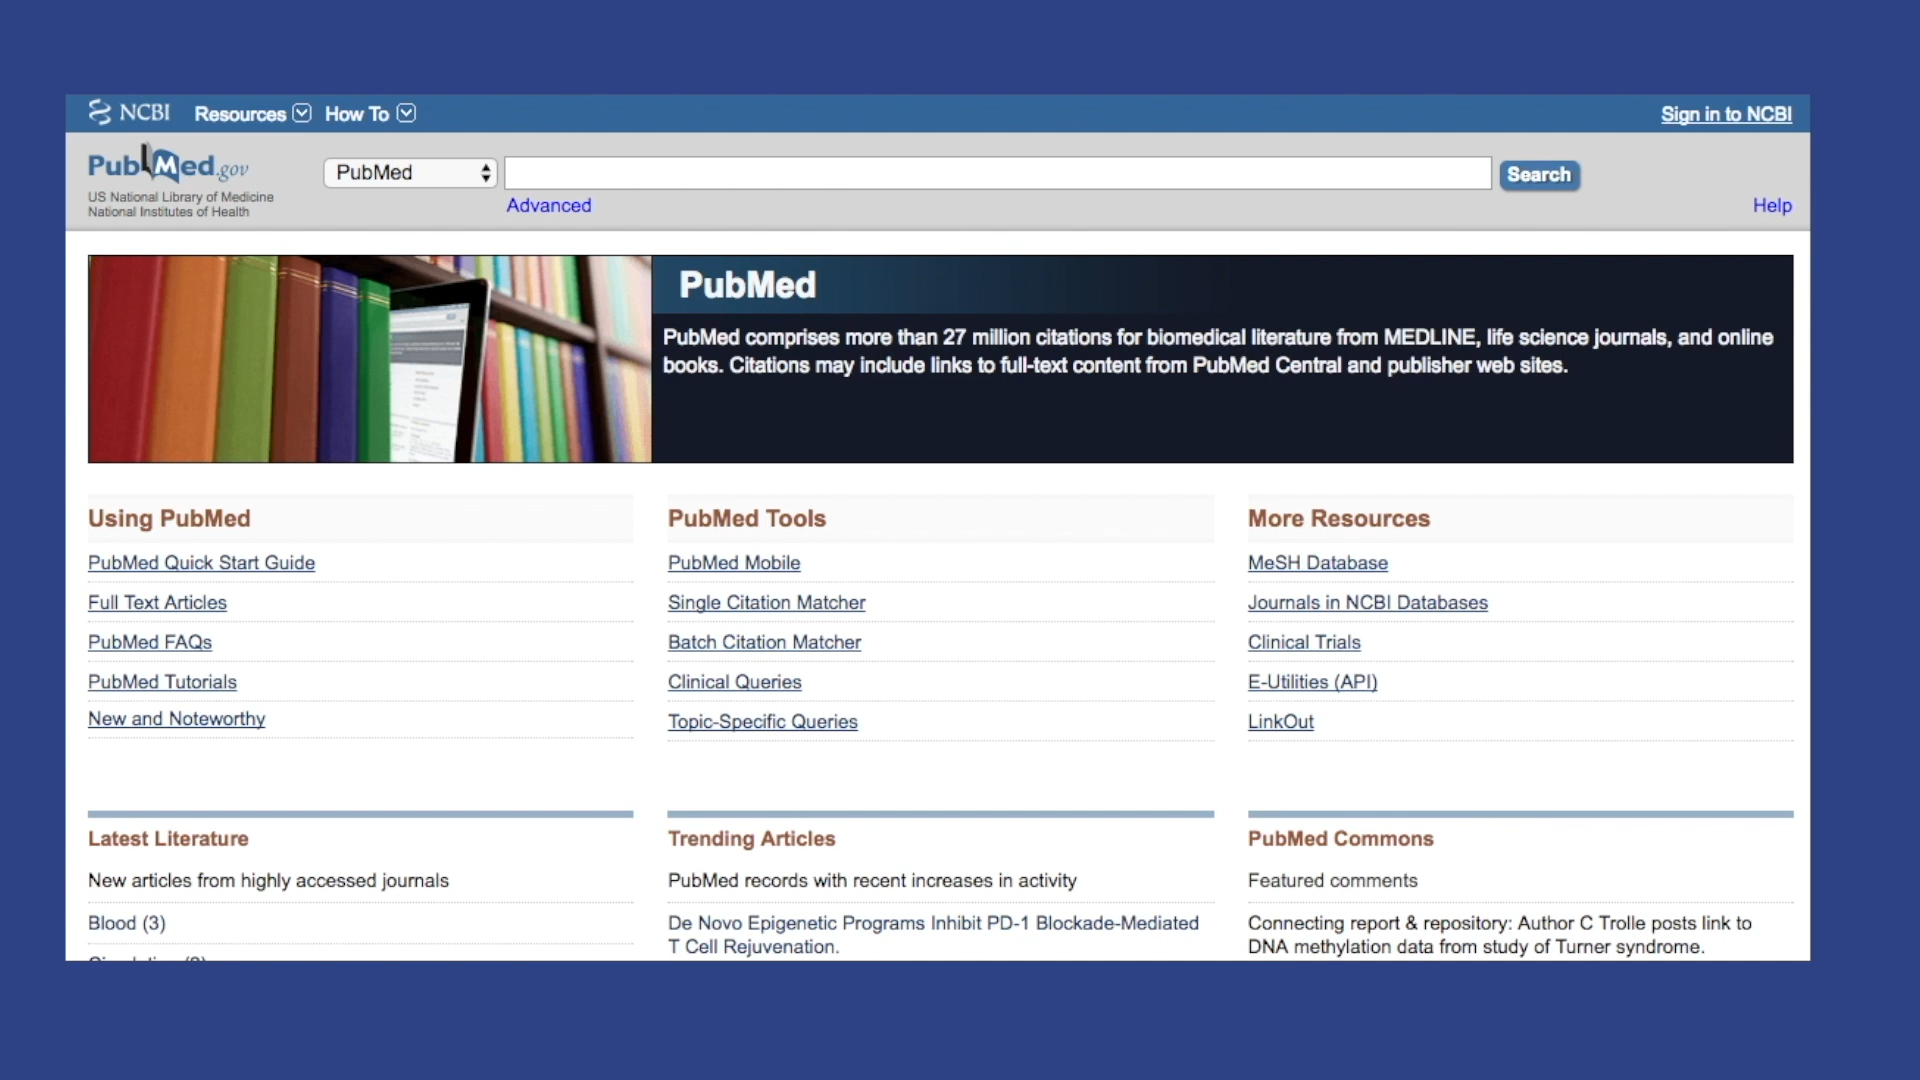 NCBI Resources How To Sign in to NCBI
PubMed.gov
US National Library of Medicine
National Institutes of Health
PubMed
Search
Advanced
Help
PubMed
PubMed comprises more than 27 million citations for biomedical literature from MEDLINE, life science journals, and online
books. Citations may include links to full-text content from PubMed Central and publisher web sites.
Using PubMed
PubMed Quick Start Guide
Full Text Articles
PubMed FAQs
PubMed Tutorials
New and Noteworthy
PubMed Tools
PubMed Mobile
Single Citation Matcher
Batch Citation Matcher
Clinical Queries
Topic-Specific Queries
More Resources
MeSH Database
Journals in NCBI Databases
Clinical Trials
E-Utilities (API)
LinkOut
Latest Literature
New articles from highly accessed journals
Blood (3)
Trending Articles
PubMed records with recent increases in activity
De Novo Epigenetic Programs Inhibit PD-1 Blockade-Mediated
T Cell Rejuvenation.
PubMed Commons
Featured comments
Connecting report & repository: Author C Trolle posts link to
DNA methylation data from study of Turner syndrome.